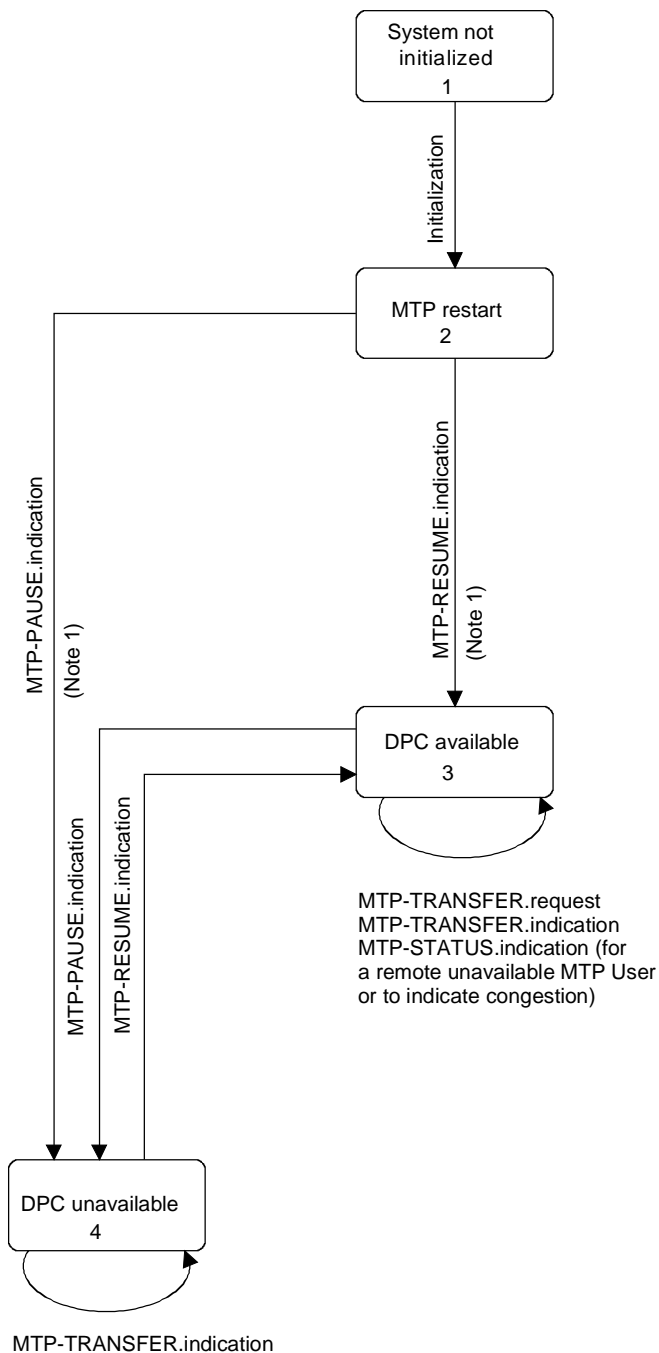 System not
initialized
1
Initialization
MTP restart
2
MTP-PAUSE.indication
(Note 1)
MTP-RESUME.indication
(Note 1)
DPC available
3
MTP-PAUSE.indication
MTP-RESUME.indication
MTP-TRANSFER.request
MTP-TRANSFER.indication
MTP-STATUS.indication (for
a remote unavailable MTP User
or to indicate congestion)
DPC unavailable
4
MTP-TRANSFER.indication